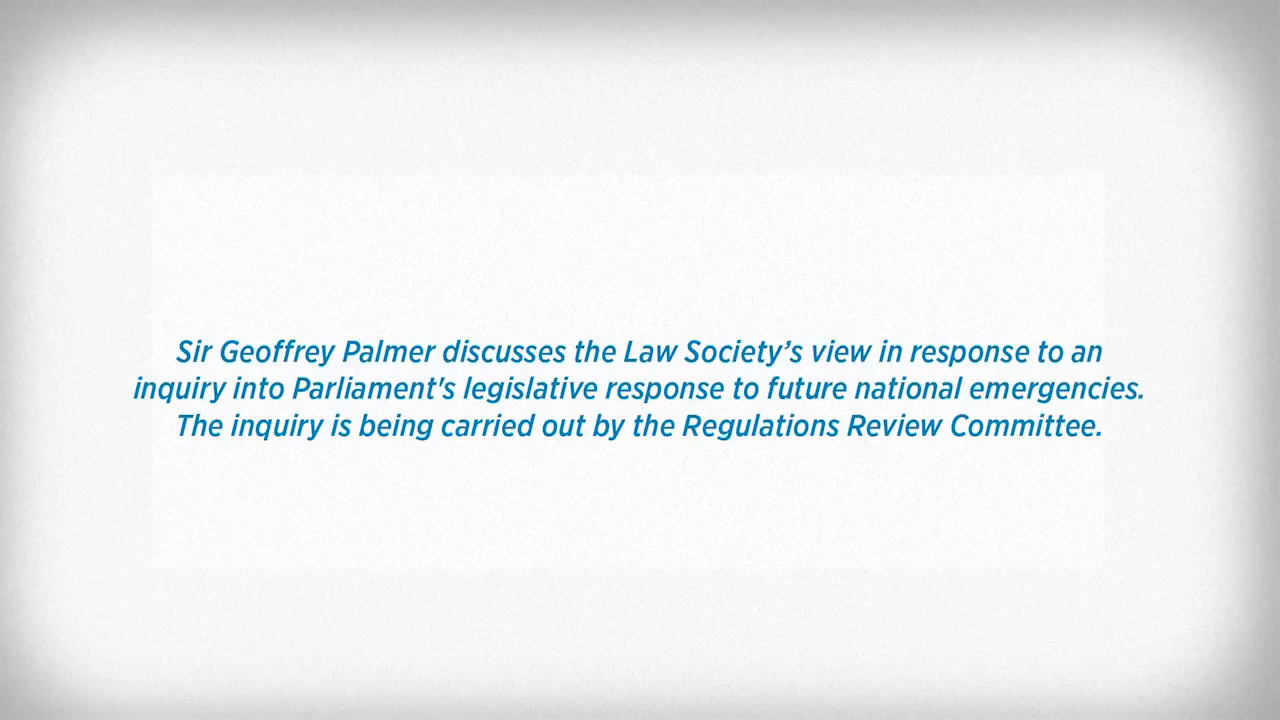 Sir Geoffrey Palmer discusses the Law Society’s view in response to an
inquiry into Parliament's legislative response to future national emergencies.
The inquiry is being carried out by the Regulations Review Committee.